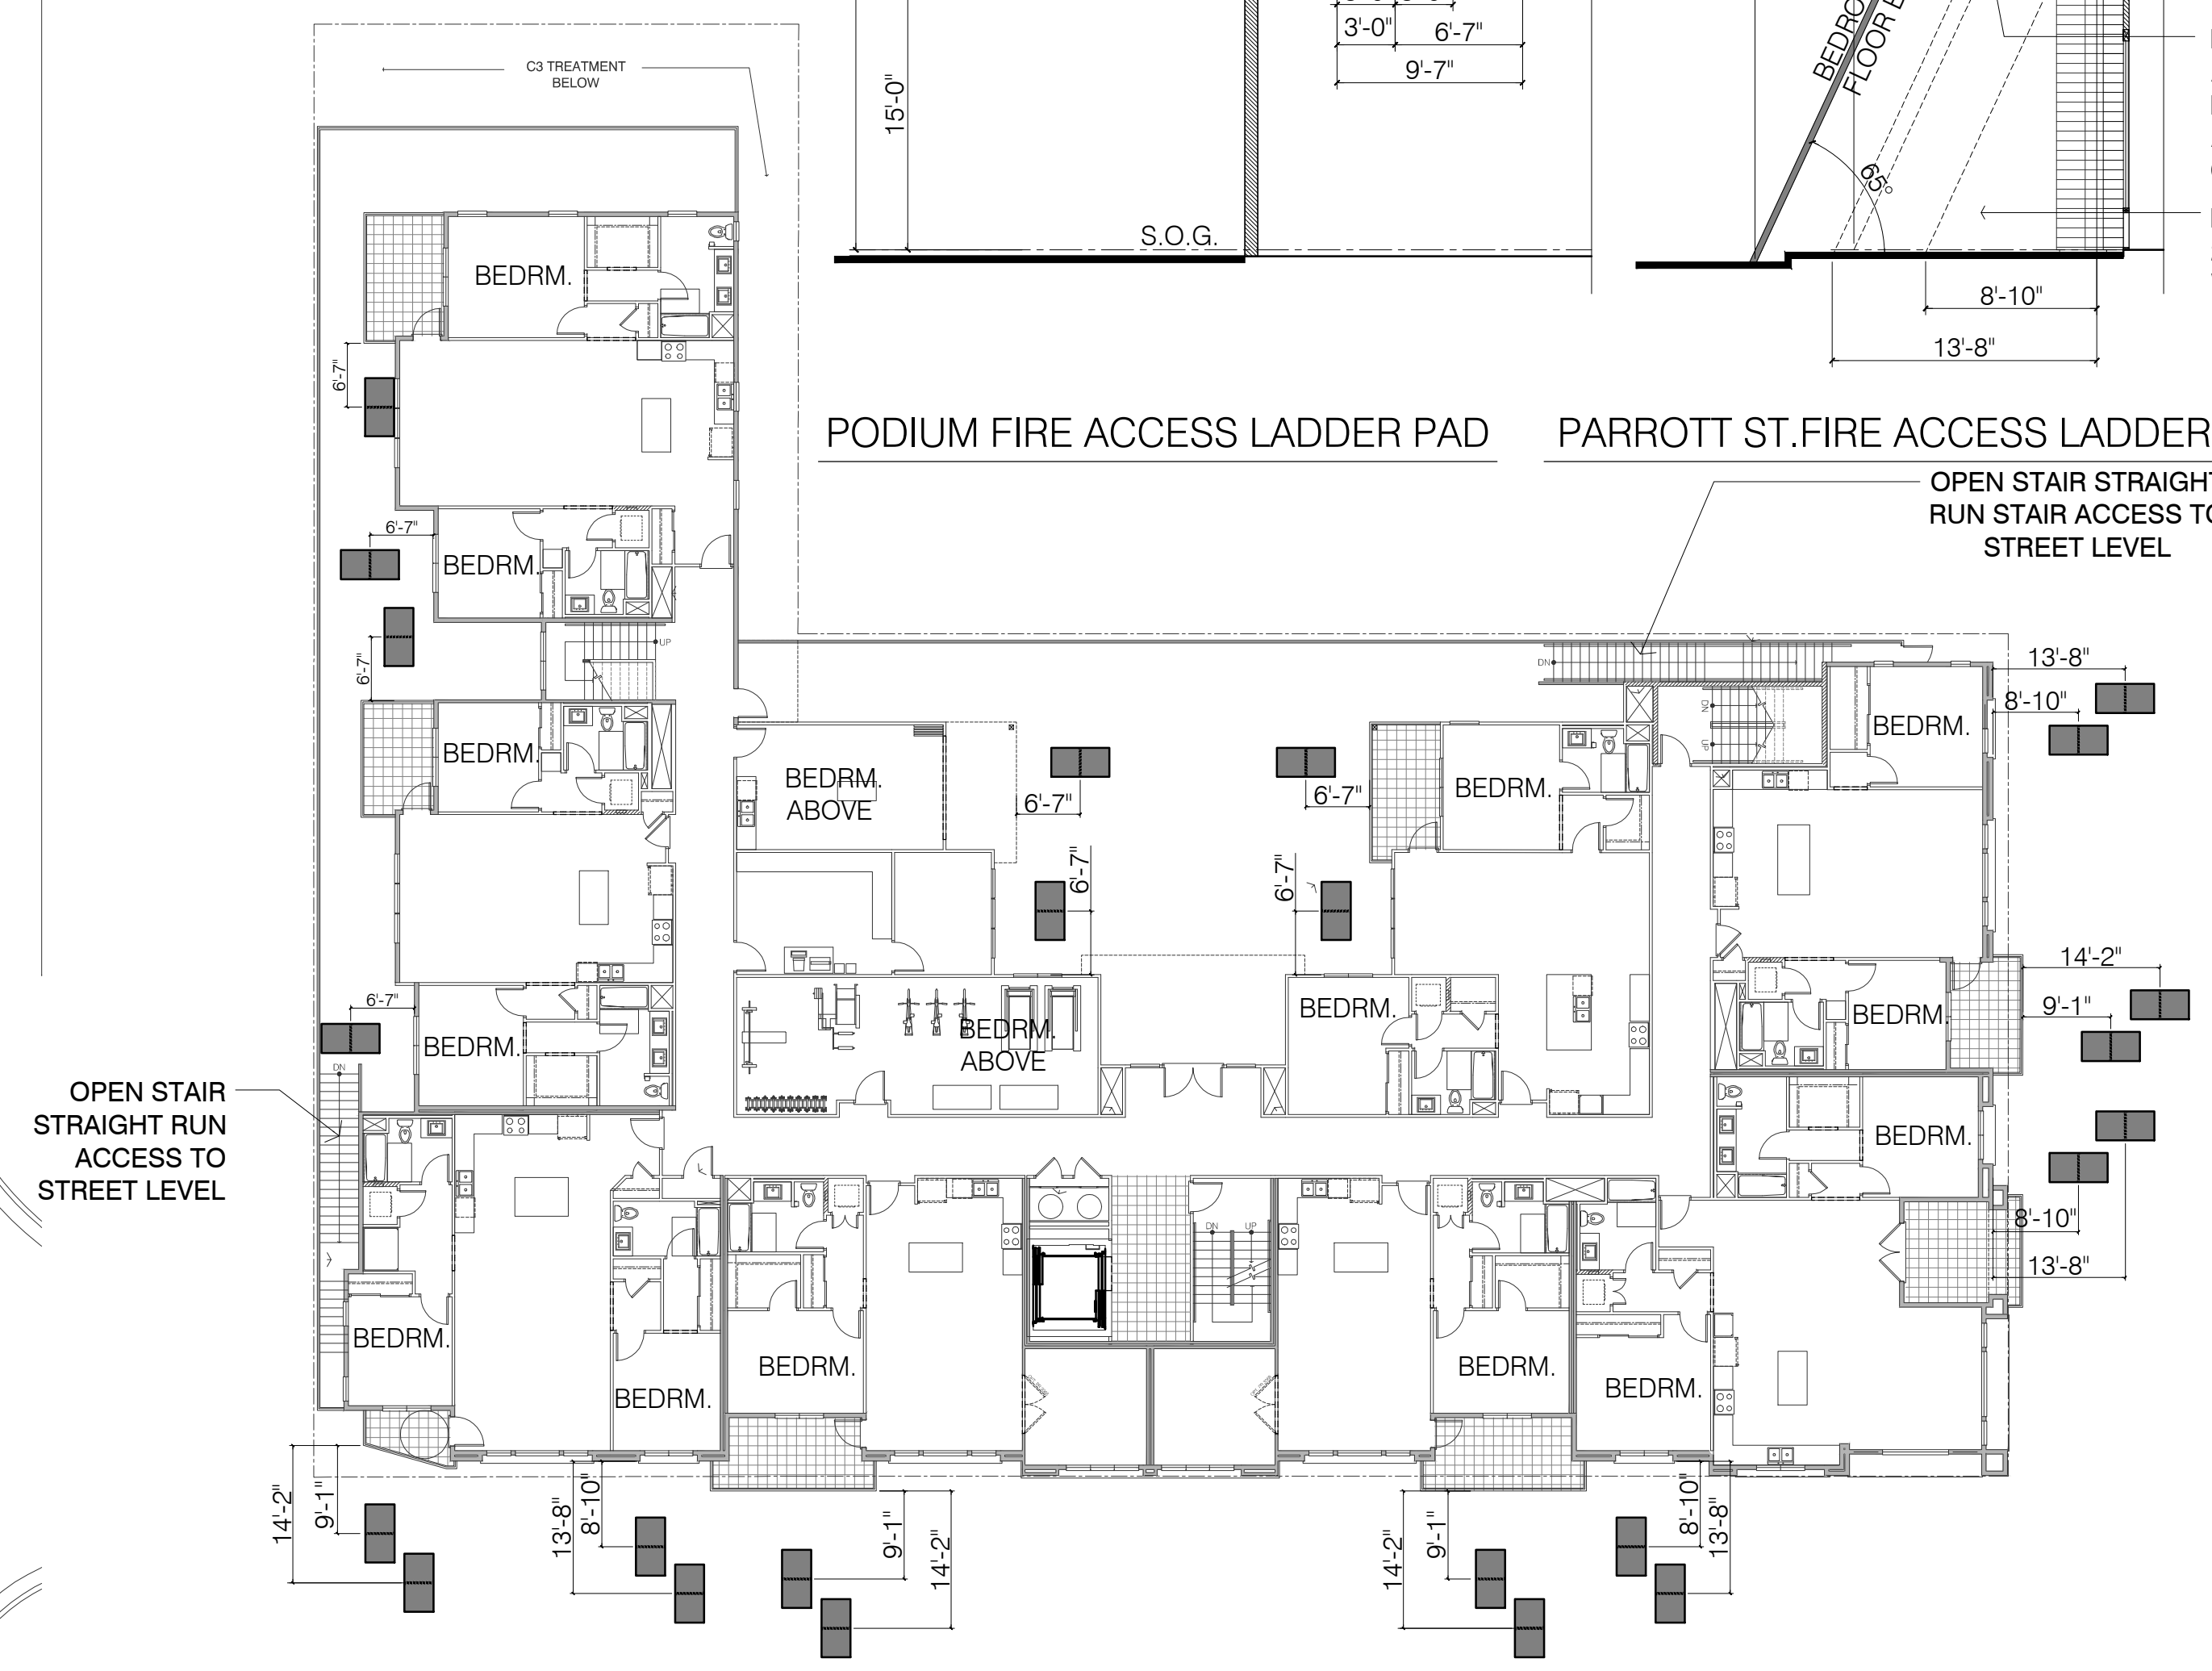 3'-0"
6'-7"
9'-7"
15'-0"
C3 TREATMENT
BELOW
S.O.G.
65°
8'-10"
13'-8"
PODIUM FIRE ACCESS LADDER PAD
PARROTT ST.FIRE ACCESS LADDER
OPEN STAIR STRAIGHT
RUN STAIR ACCESS TO
STREET LEVEL
BEDRM.
6'-7"
6'-7"
BEDRM.
UP
6'-7"
BEDRM.
DN
13'-8"
8'-10"
BEDRM.
DN
UP
BEDRM.
ABOVE
6'-7"
6'-7"
BEDRM.
6'-7"
6'-7"
14'-2"
9'-1"
6'-7"
BEDRM.
BEDRM.
ABOVE
BEDRM.
BEDRM.
DN
OPEN STAIR
STRAIGHT RUN
ACCESS TO
STREET LEVEL
BEDRM.
8'-10"
13'-8"
DN
UP
BEDRM.
BEDRM.
BEDRM.
BEDRM.
BEDRM.
14'-2"
9'-1"
13'-8"
8'-10"
9'-1"
14'-2"
14'-2"
9'-1"
8'-10"
13'-8"